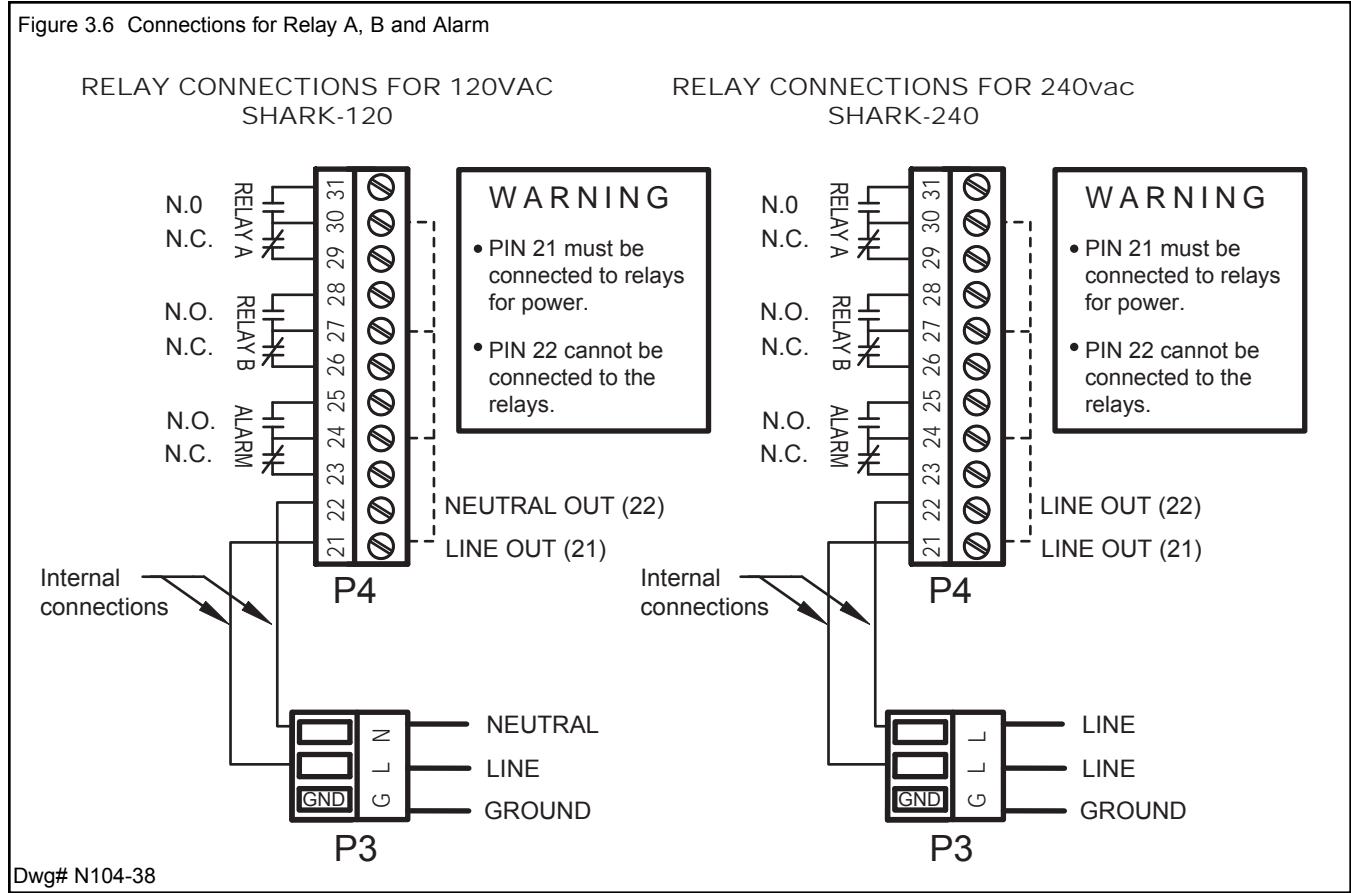 Figure 3.6 Connections for Relay A, B and Alarm
RELAY CONNECTIONS FOR 120VAC
SHARK-120
N.0
N.C.
RELAY A
N.O.
N.C.
RELAY B
N.O.
N.C.
ALARM
31
30
29
28
27
26
25
24
23
22
21
P4
WARNING
• PIN 21 must be
connected to relays
for power.
• PIN 22 cannot be
connected to the
relays.
NEUTRAL OUT (22)
LINE OUT (21)
Internal
connections
GND
N
L
G
NEUTRAL
LINE
GROUND
P3
RELAY CONNECTIONS FOR 240vac
SHARK-240
N.0
N.C.
RELAY A
N.O.
N.C.
RELAY B
N.O.
N.C.
ALARM
31
30
29
28
27
26
25
24
23
22
21
P4
WARNING
• PIN 21 must be
connected to relays
for power.
• PIN 22 cannot be
connected to the
relays.
LINE OUT (22)
LINE OUT (21)
Internal
connections
GND
L
L
G
LINE
LINE
GROUND
P3
Dwg# N104-38